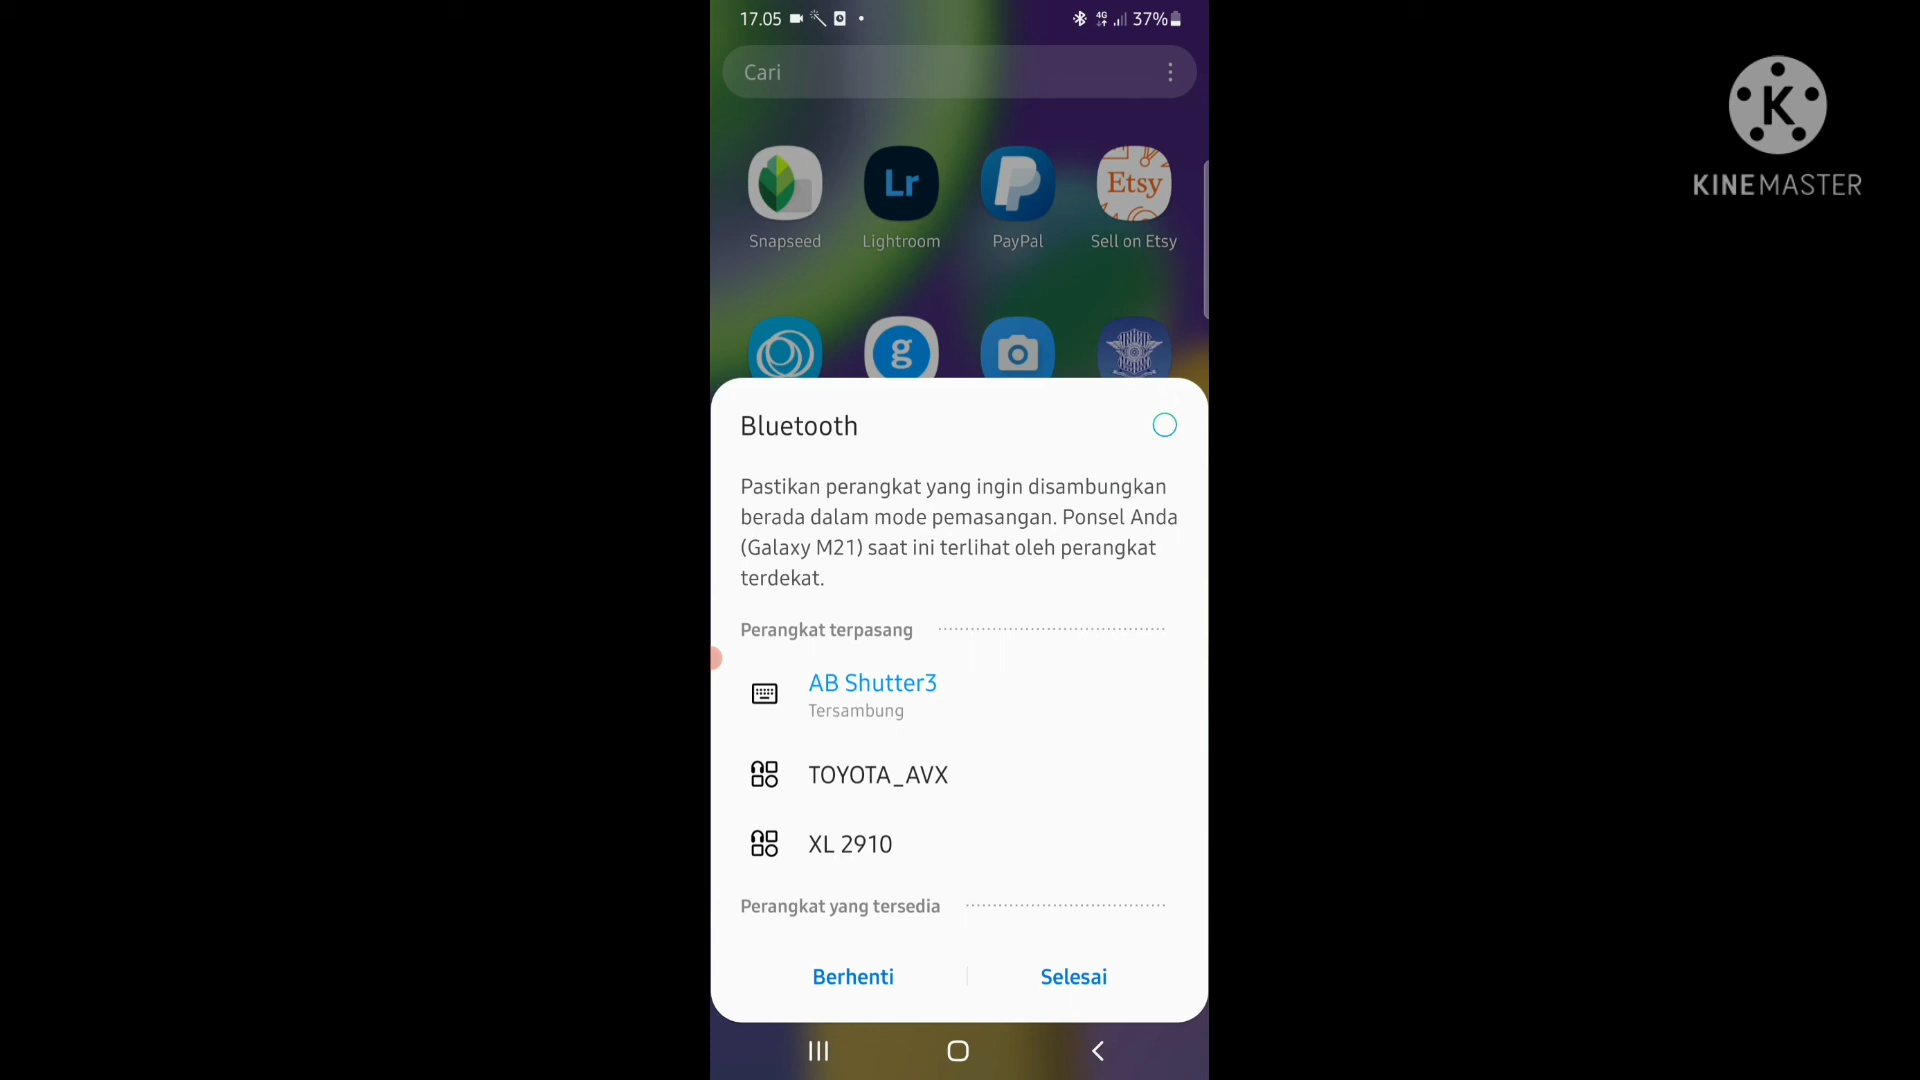 17.05
4G
37%
Cari
K
KINEMASTER
Lr
Etsy
Snapseed
Lightroom
PayPal
Sell on Etsy
g
Bluetooth
Pastikan perangkat yang ingin disambungkan
berada dalam mode pemasangan. Ponsel Anda
(Galaxy M21) saat ini terlihat oleh perangkat
terdekat.
Perangkat terpasang
AB Shutter3
Tersambung
TOYOTA_AVX
XL 2910
Perangkat yang tersedia
Berhenti
Selesai